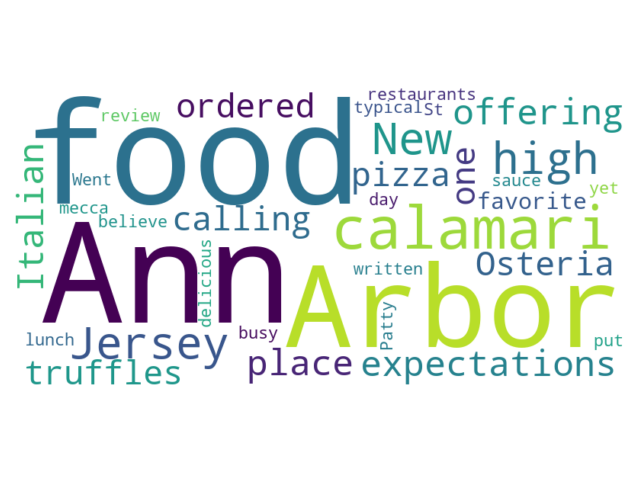 restaurants
review ordered typical St offering
food New
Italian Went pizza one high
mecca day favorite sauce yet
believe calling calamari
Ann delicious written Osteria
Arbor
lunch Jersey busy Patty put
truffles place expectations